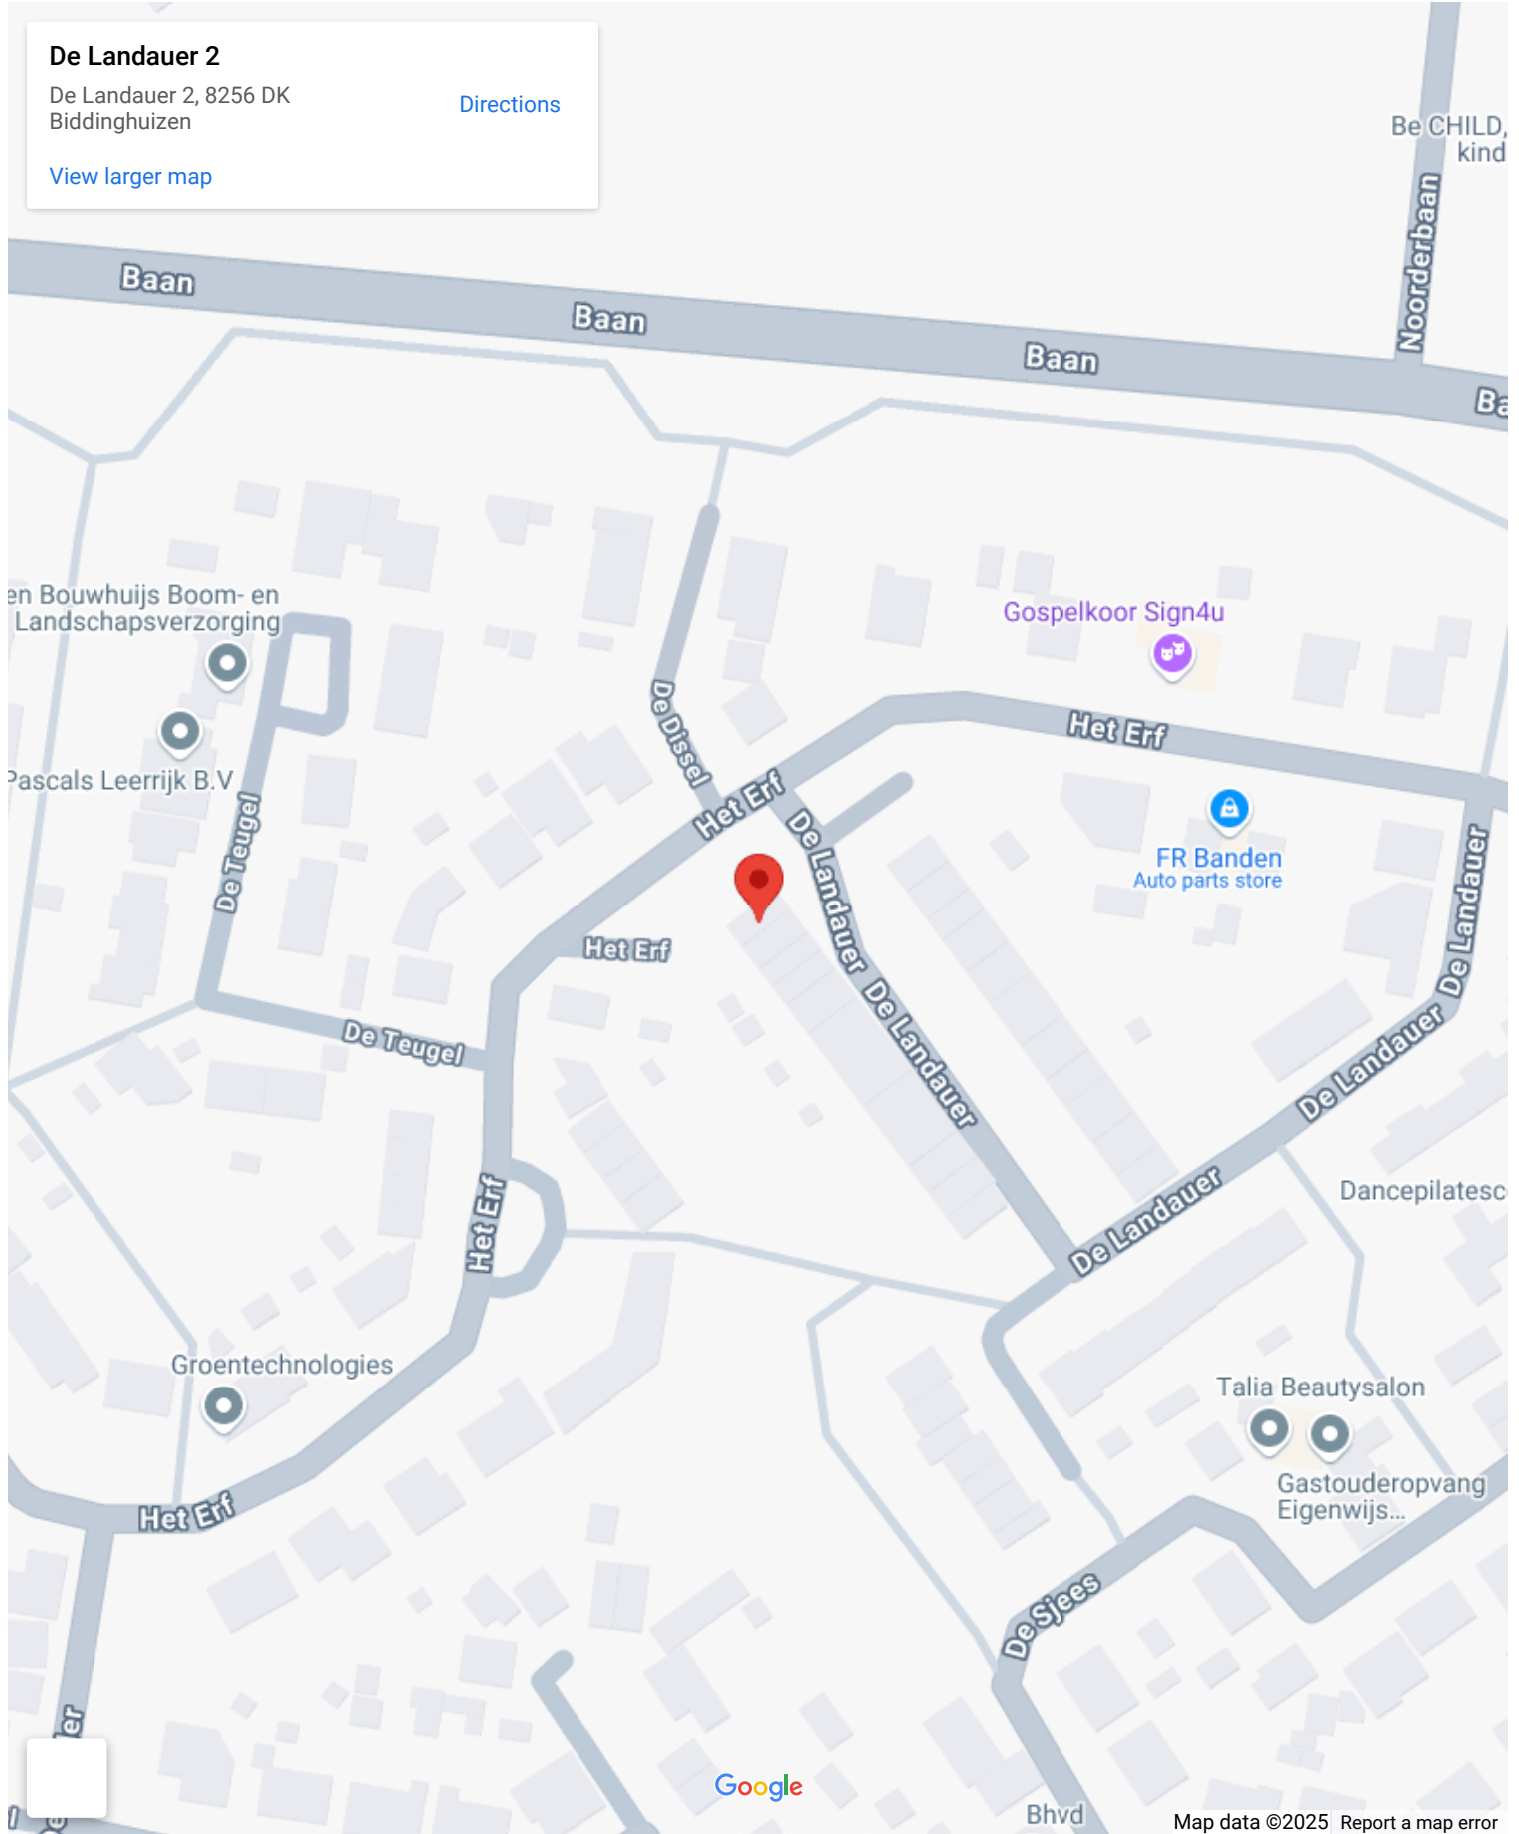 De Landauer 2
De Landauer 2, 8256 DK
Biddinghuizen
Directions
View larger map
Be CHILD,
kind
Noorderbaan
Baan
Baan
Baan
Ba
en Bouwhuijs Boom- en
Landschapsverzorging
Gospelkoor Sign4u
De Dissel
Het Erf
Pascals Leerrijk B.V
Het Erf
De Teugel
De Landauer
FR Banden
Auto parts store
De Landauer
Het Erf
De Landauer
De Teugel
De Landauer
De Landauer
Dancepilatesc
Het Erf
Groentechnologies
Talia Beautysalon
Gastouderopvang
Eigenwijs...
Het Erf
De Sjees
er
De
Google
Bhvd
Map data ©2025
Report a map error